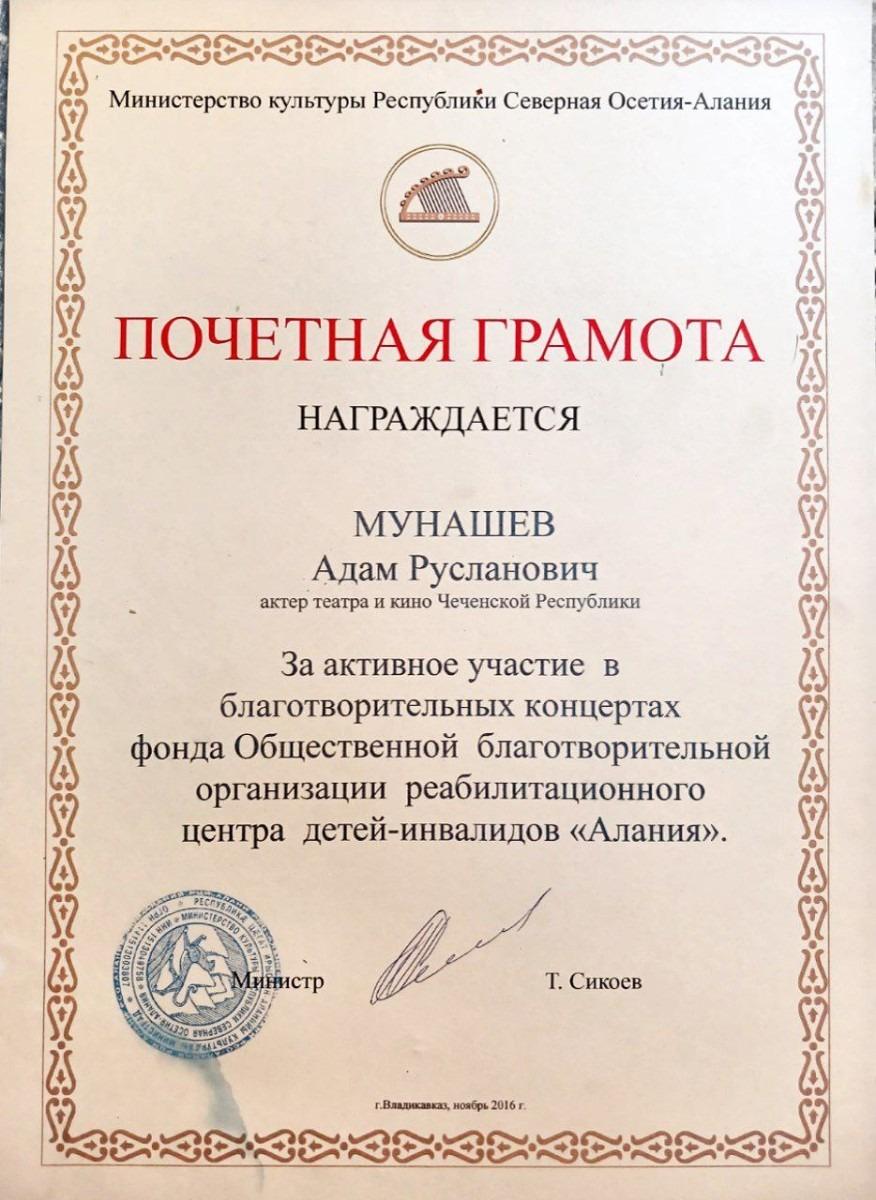 Министерство культуры Республики Северная Осетия-Алания
ПОЧЕТНАЯ ГРАМОТА
НАГРАЖДАЕТСЯ
МУНАШЕВ
Адам Русланович
актер театра и кино Чеченской Республики
За активное участие в
благотворительных концертах
фонда Общественной благотворительной
организации реабилитационного
центра детей-инвалидов «Алания».
Министр Т. Сикоев
г.Владикавказ, ноябрь 2016 г.